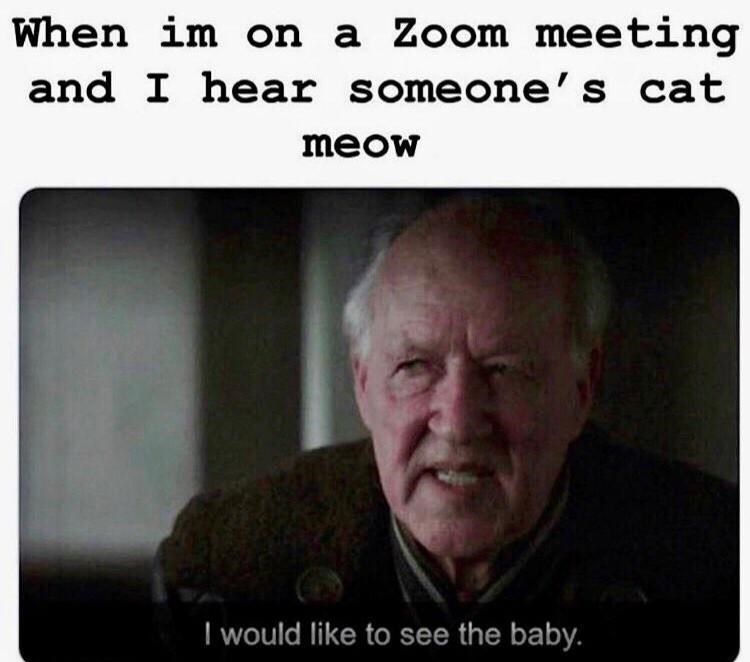 When im on a Zoom meeting
and I hear someone's cat
meow
I would like to see the baby.